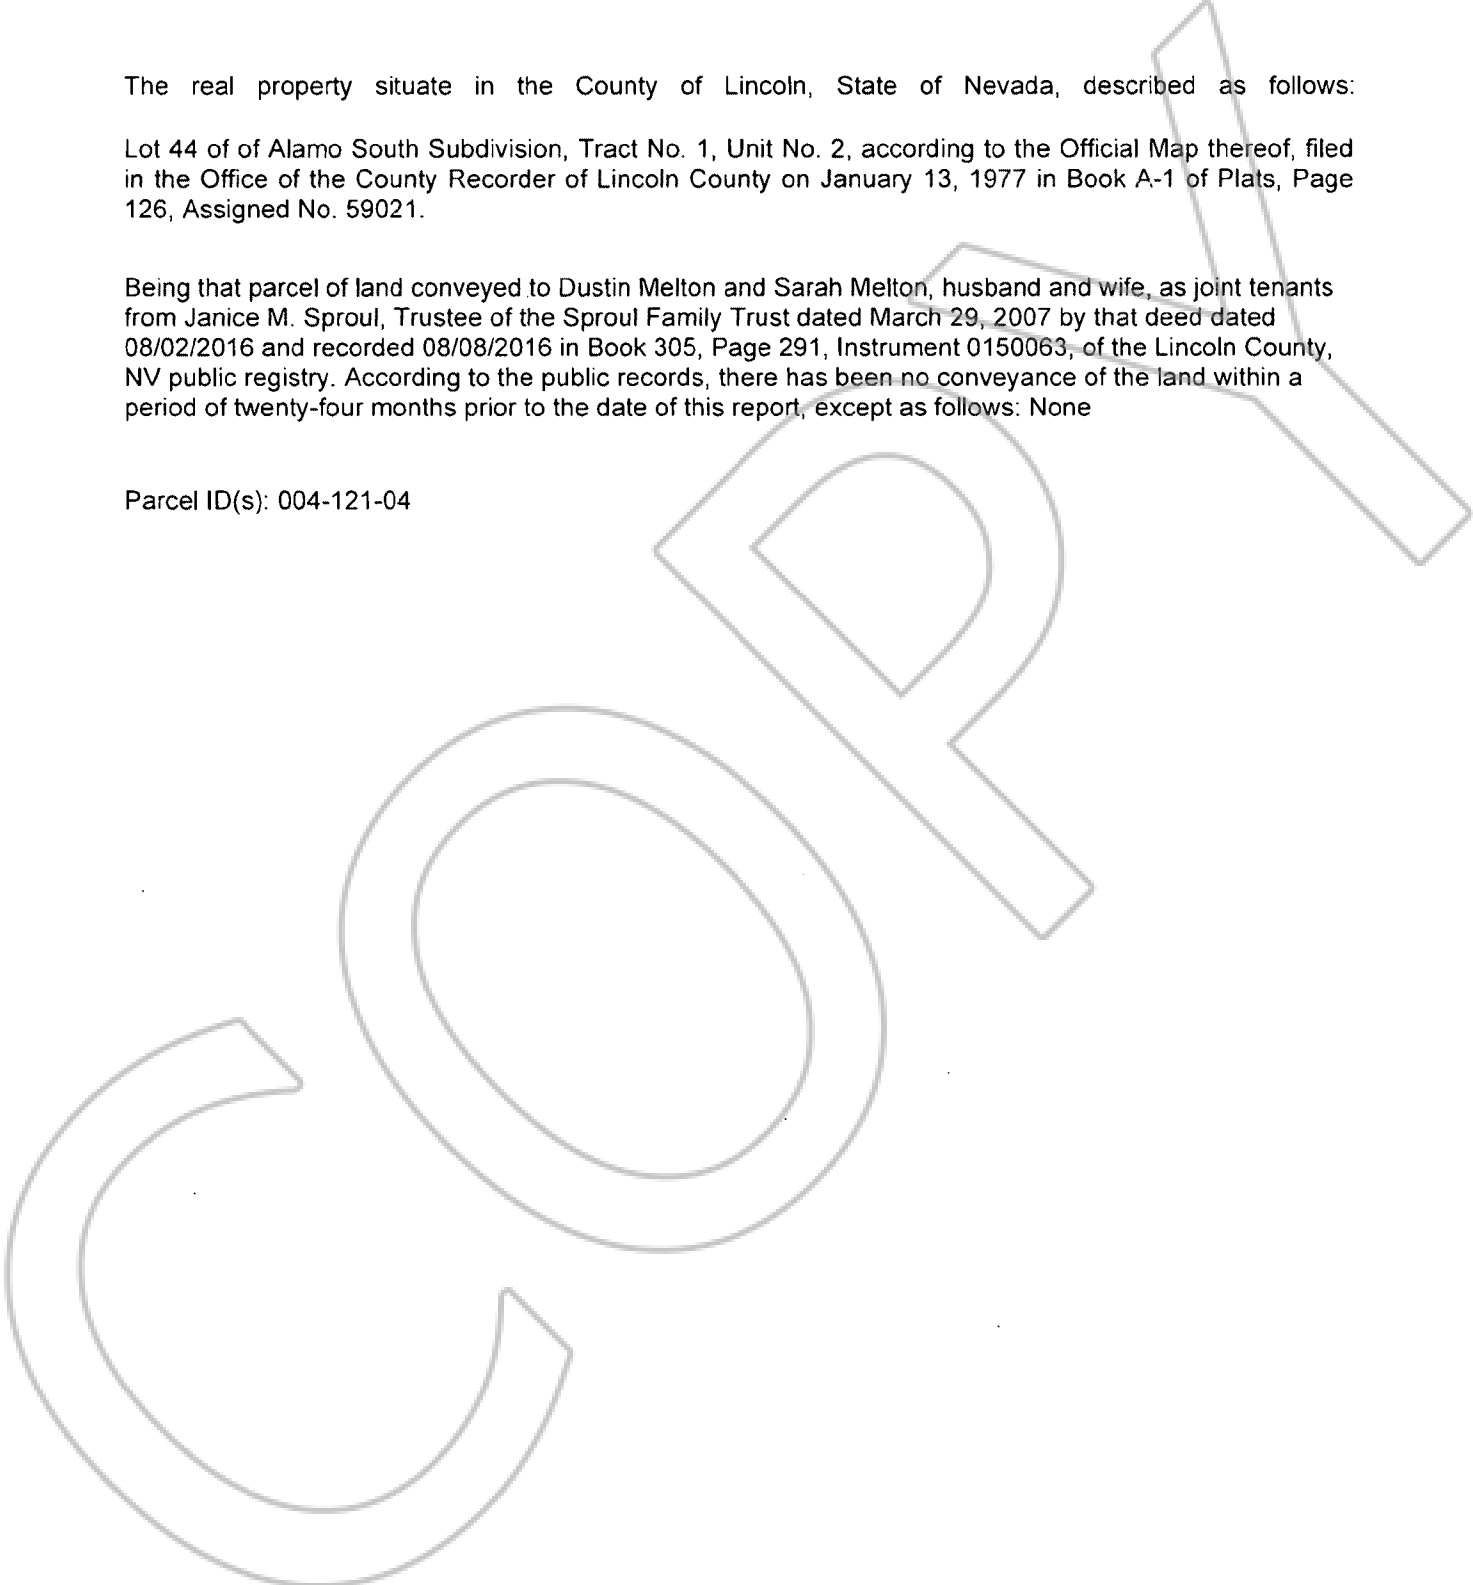 The real property situate in the County of Lincoln, State of Nevada, described as follows:
Lot 44 of of Alamo South Subdivision, Tract No. 1, Unit No. 2, according to the Official Map thereof, filed
in the Office of the County Recorder of Lincoln County on January 13, 1977 in Book A-1 of Plats, Page
126, Assigned No. 59021.
Being that parcel of land conveyed to Dustin Melton and Sarah Melton, husband and wife, as joint tenants
from Janice M. Sproul, Trustee of the Sproul Family Trust dated March 29, 2007 by that deed dated
08/02/2016 and recorded 08/08/2016 in Book 305, Page 291, Instrument 0150063, of the Lincoln County,
NV public registry. According to the public records, there has been no conveyance of the land within a
period of twenty-four months prior to the date of this report, except as follows: None
Parcel ID(s): 004-121-04
COPY